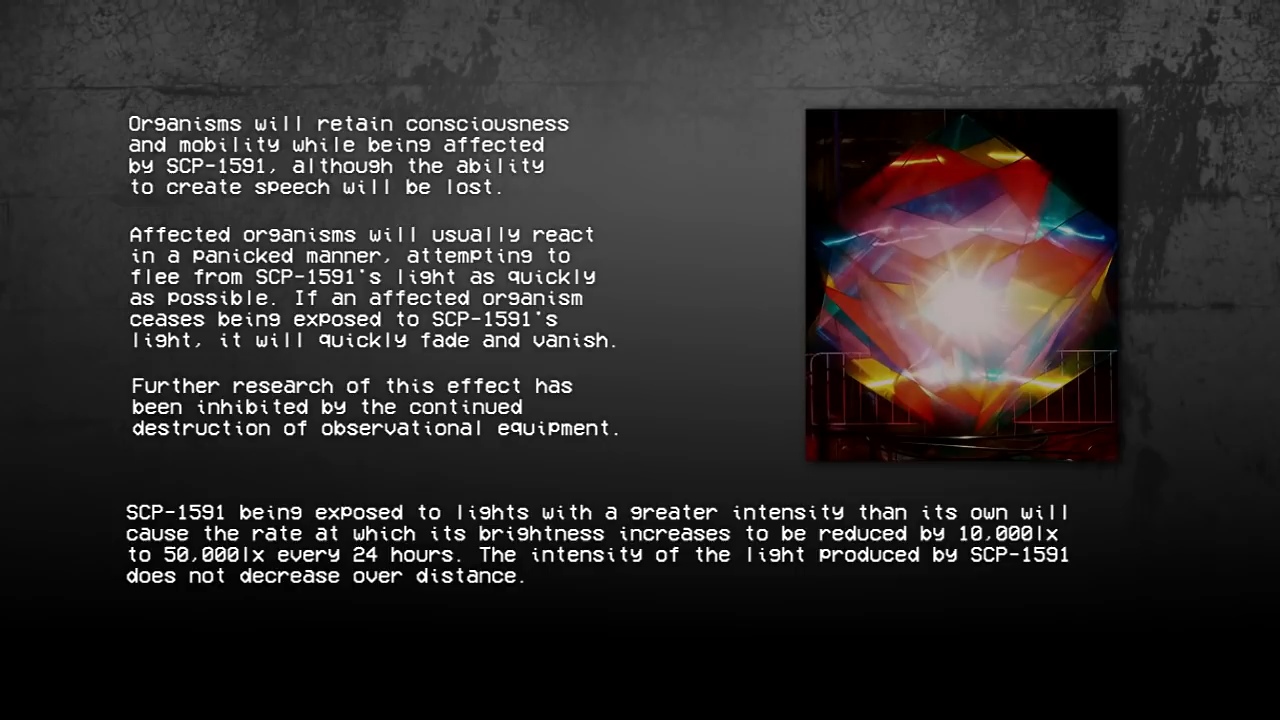 Organisms will retain consciousness
and mobility while being affected
by SCP-1591, although the ability
to create speech will be lost.
Affected organisms will usually react
in a panicked manner, attempting to
flee from SCP-1591's light as quickly
as possible. If an affected organism
ceases being exposed to SCP-1591's
light, it will quickly fade and vanish.
Further research of this effect has
been inhibited by the continued
destruction of observational equipment.
SCP-1591 being exposed to lights with a greater intensity than its own will
cause the rate at which its brightness increases to be reduced by 10,000lx
to 50,000lx every 24 hours. The intensity of the light produced by SCP-1591
does not decrease over distance.